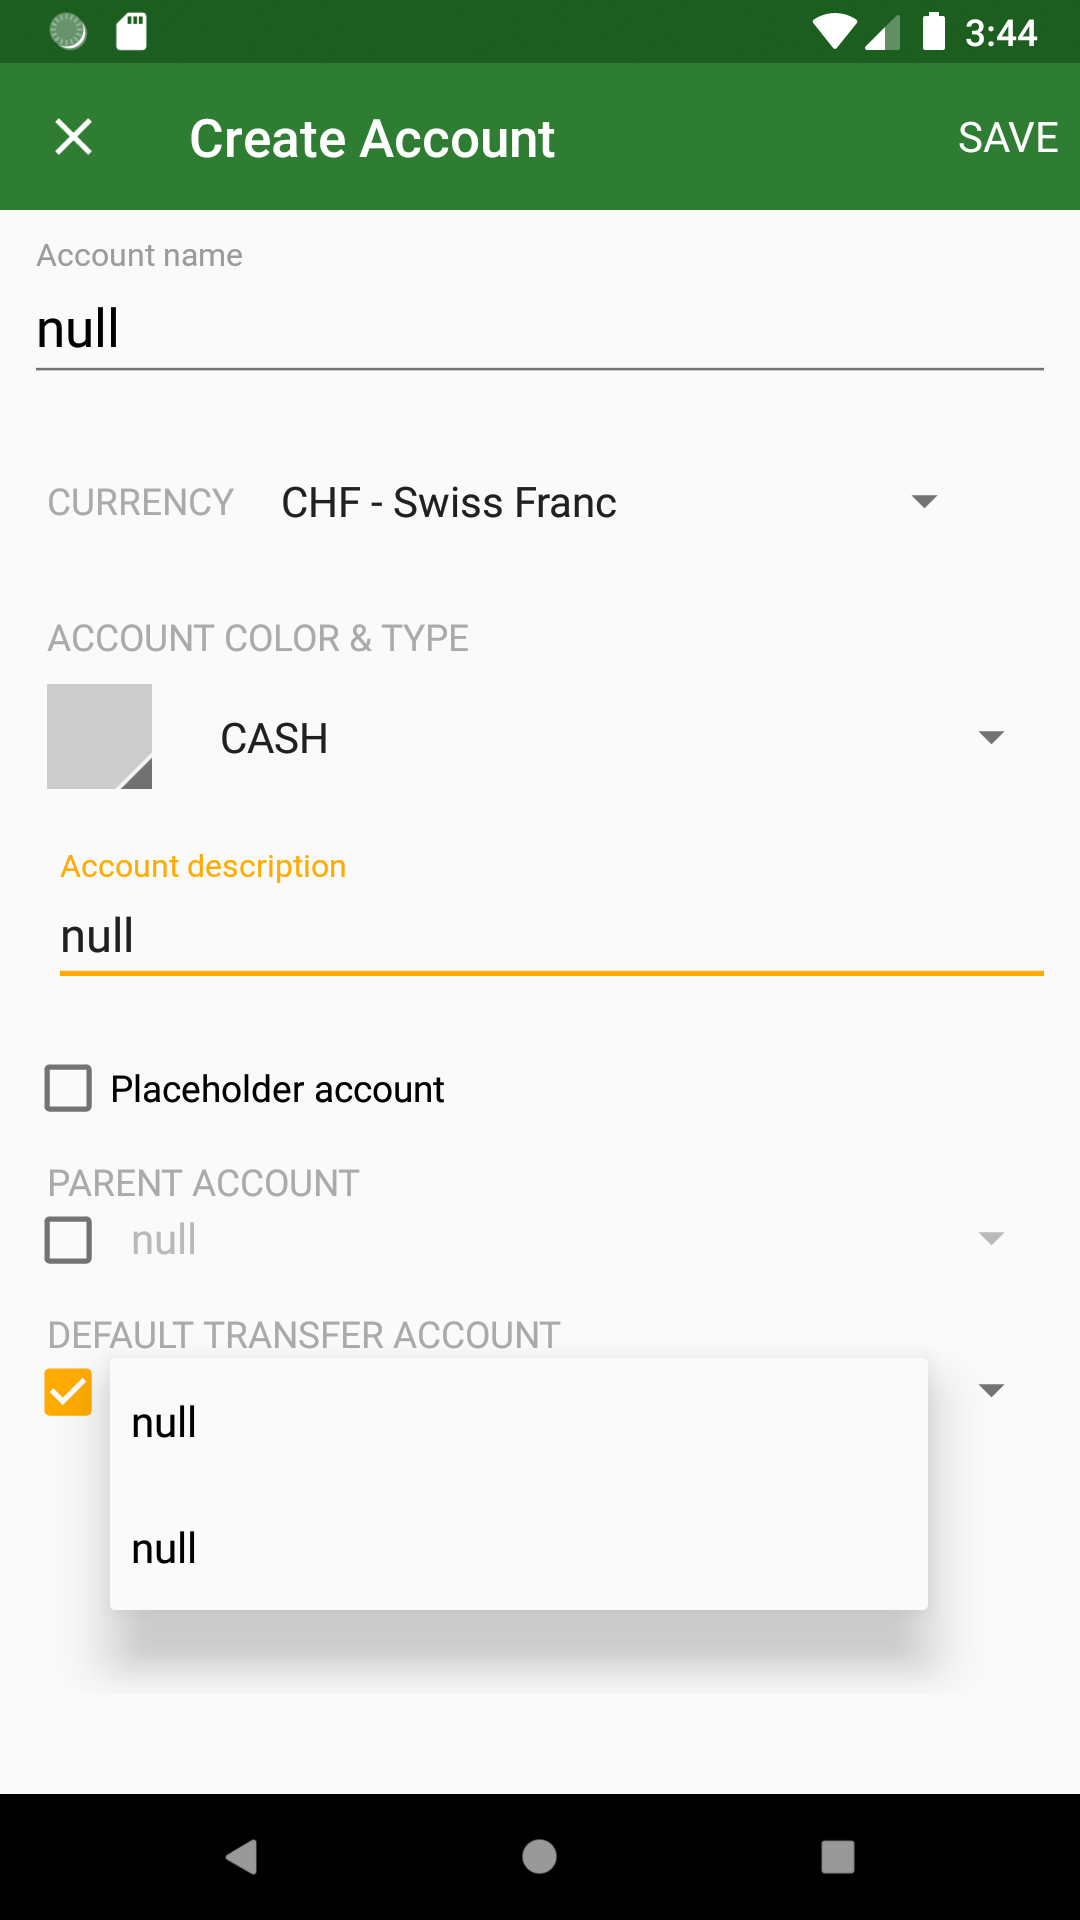 3:44
Create Account
SAVE
Account name
null
CURRENCY CHF - Swiss Franc
ACCOUNT COLOR & TYPE
CASH
Account description
null
Placeholder account
PARENT ACCOUNT
null
DEFAULT TRANSFER ACCOUNT
null
null